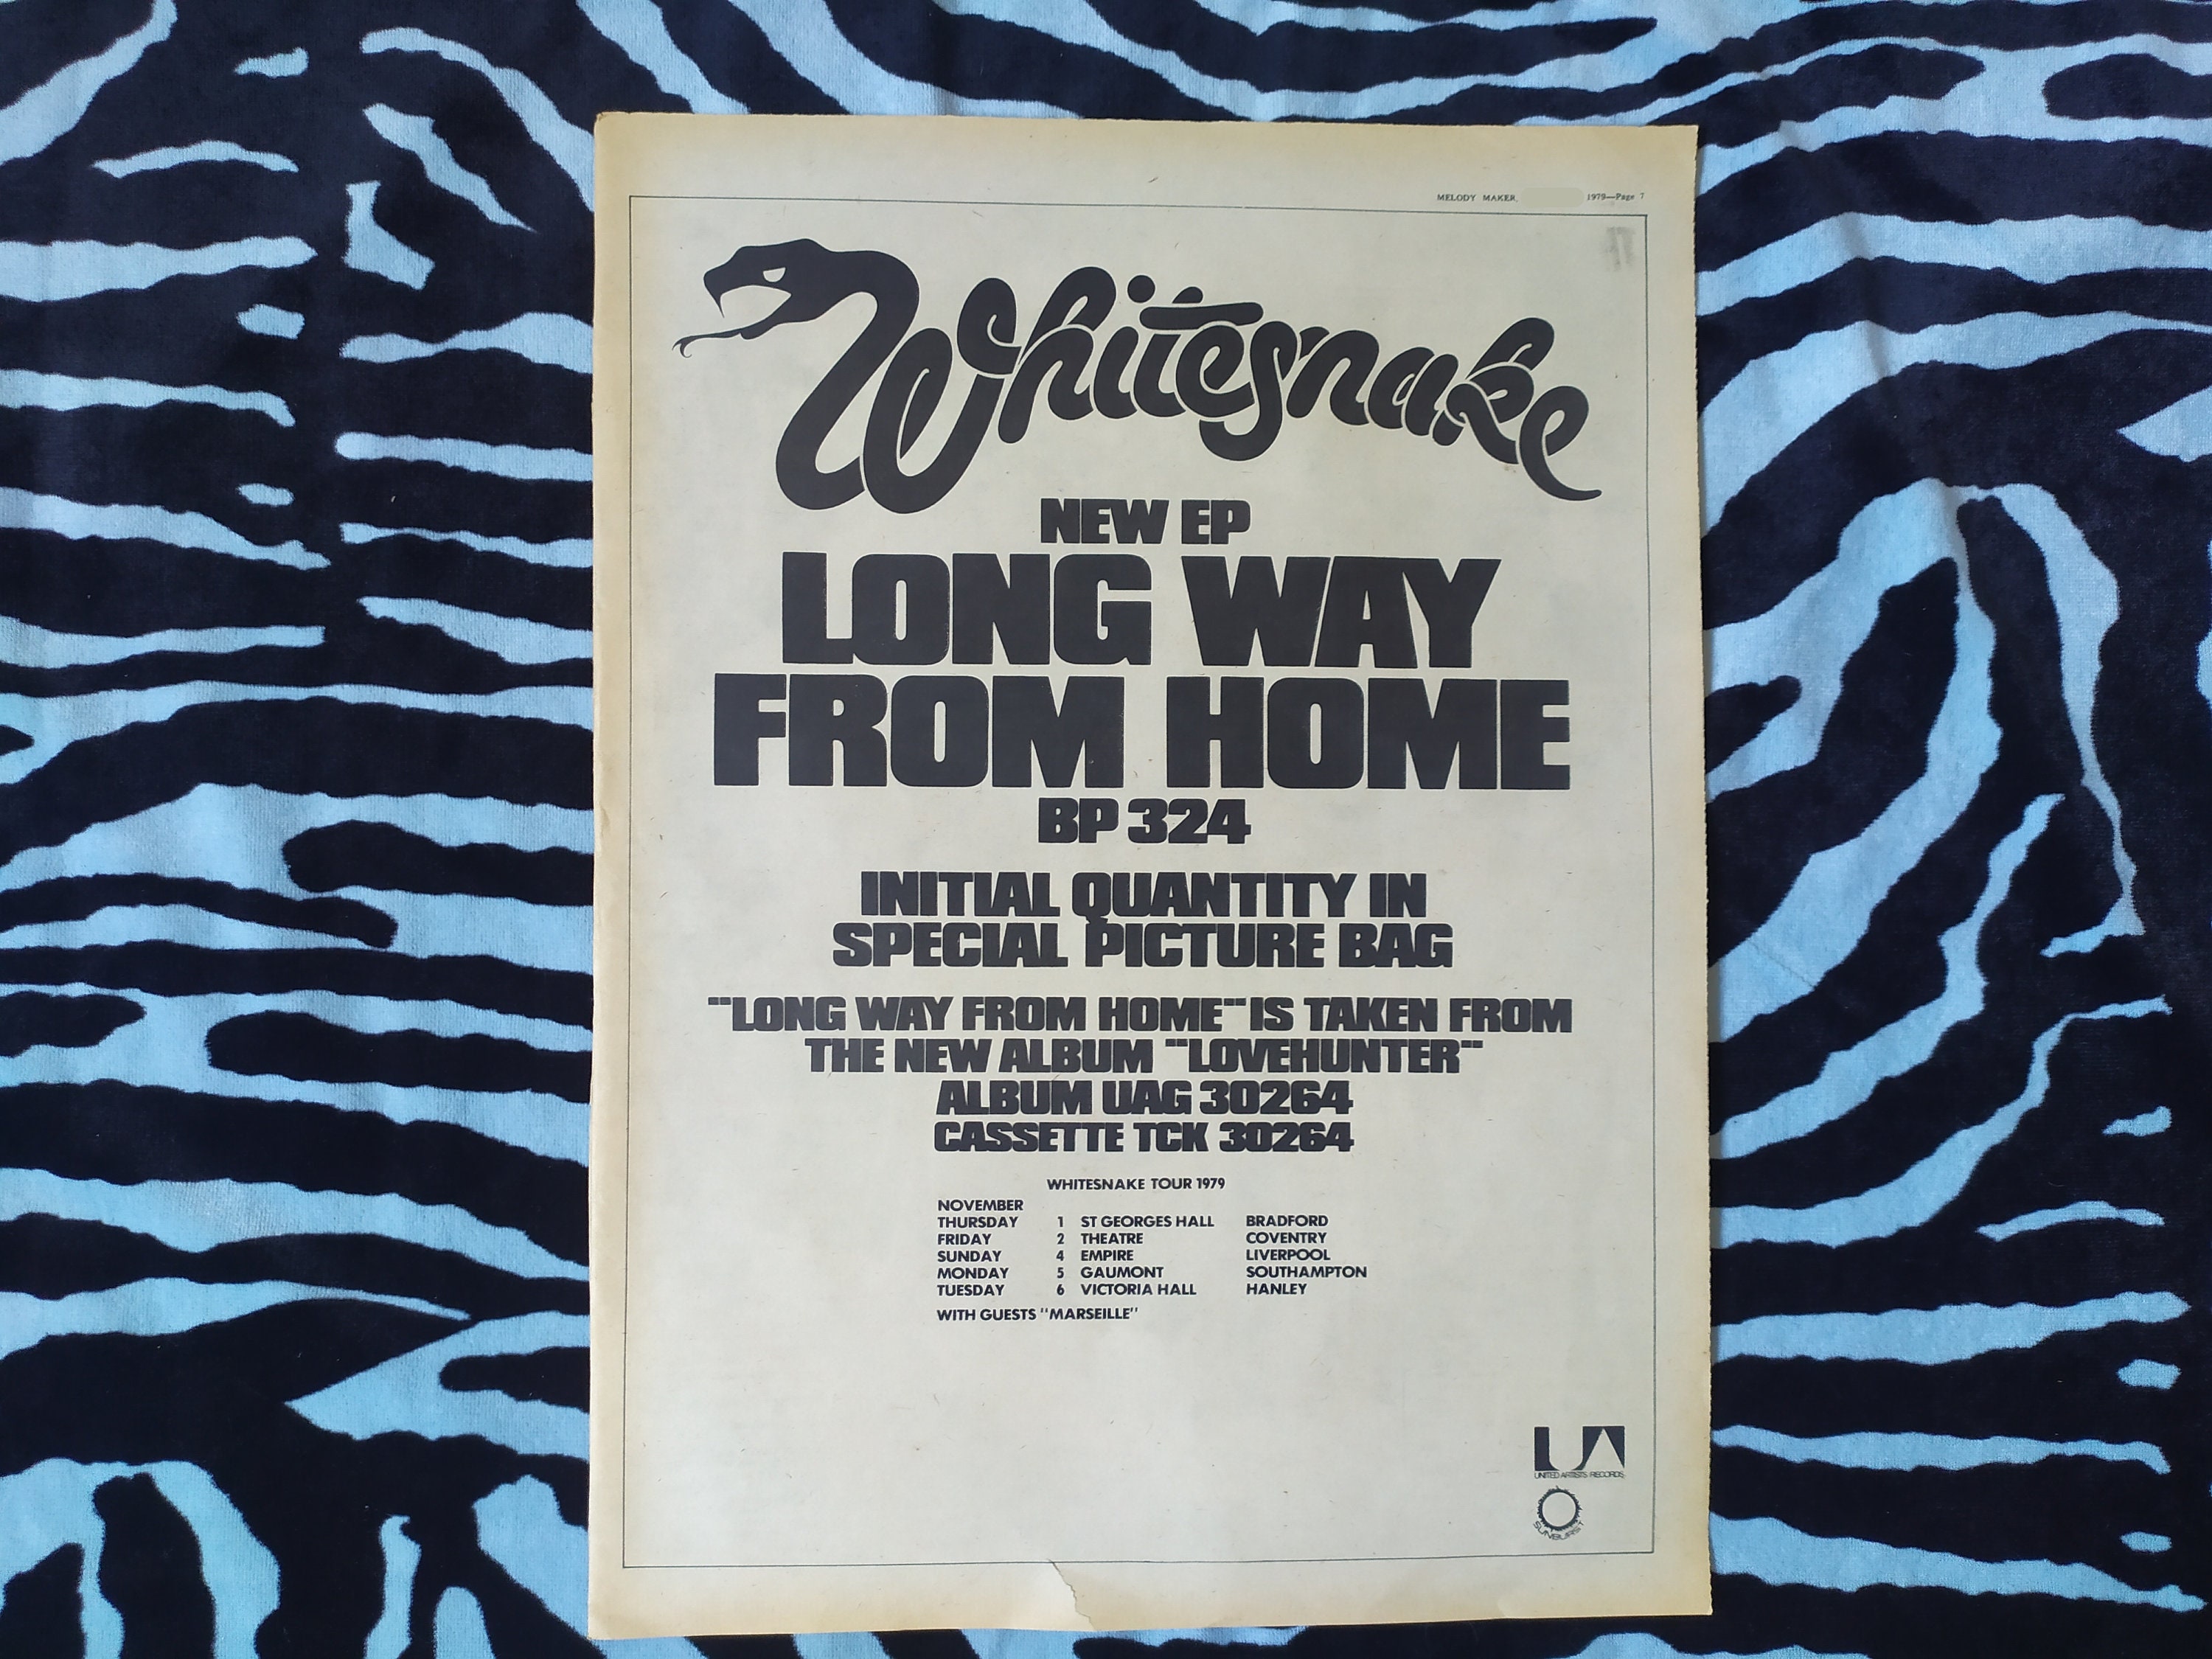 MELODY MAKER, 1979—Page 7
Whitesnake
NEW EP
LONG WAY
FROM HOME
BP 324
INITIAL QUANTITY IN
SPECIAL PICTURE BAG
"LONG WAY FROM HOME" IS TAKEN FROM
THE NEW ALBUM "LOVEHUNTER"
ALBUM UAG 30264
CASSETTE TCK 30264
WHITESNAKE TOUR 1979
NOVEMBER
THURSDAY 1 ST GEORGES HALL BRADFORD
FRIDAY 2 THEATRE COVENTRY
SUNDAY 4 EMPIRE LIVERPOOL
MONDAY 5 GAUMONT SOUTHAMPTON
TUESDAY 6 VICTORIA HALL HANLEY
WITH GUESTS "MARSEILLE"
UA
UNITED ARTISTS RECORDS
SUNBURST